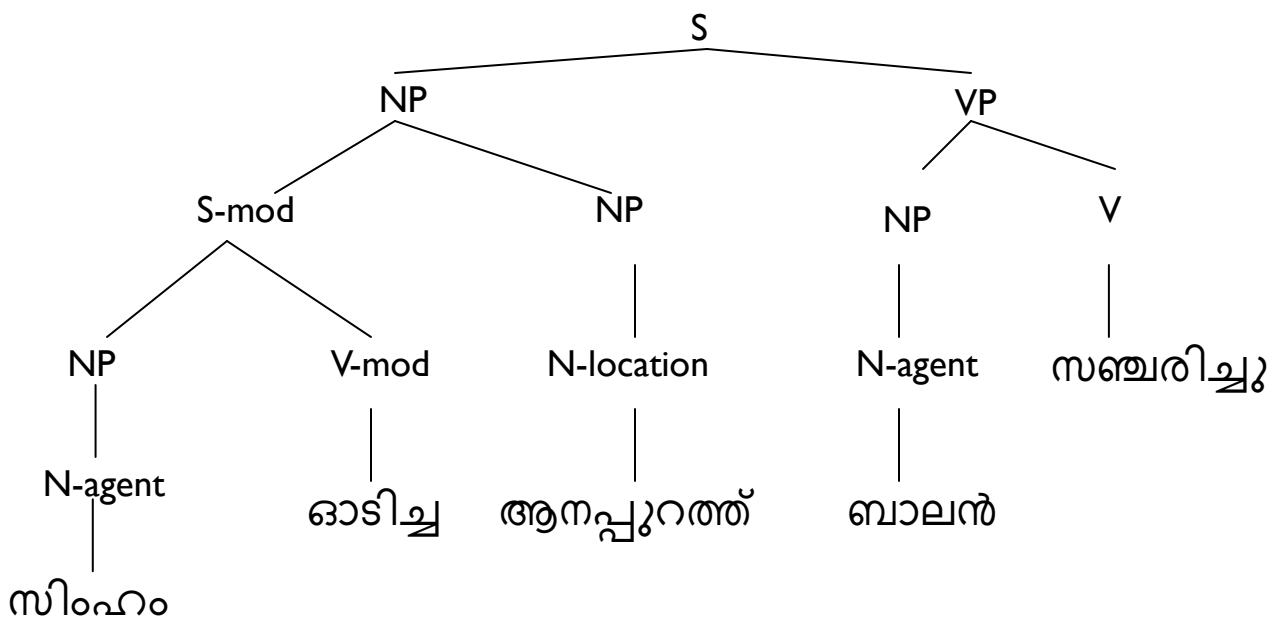 S
NP VP
S-mod NP NP V
NP V-mod N-location N-agent സഞ്ചരിച്ചു
N-agent ഓടിച്ച ആനപ്പുറത്ത് ബാലൻ
സിംഹം